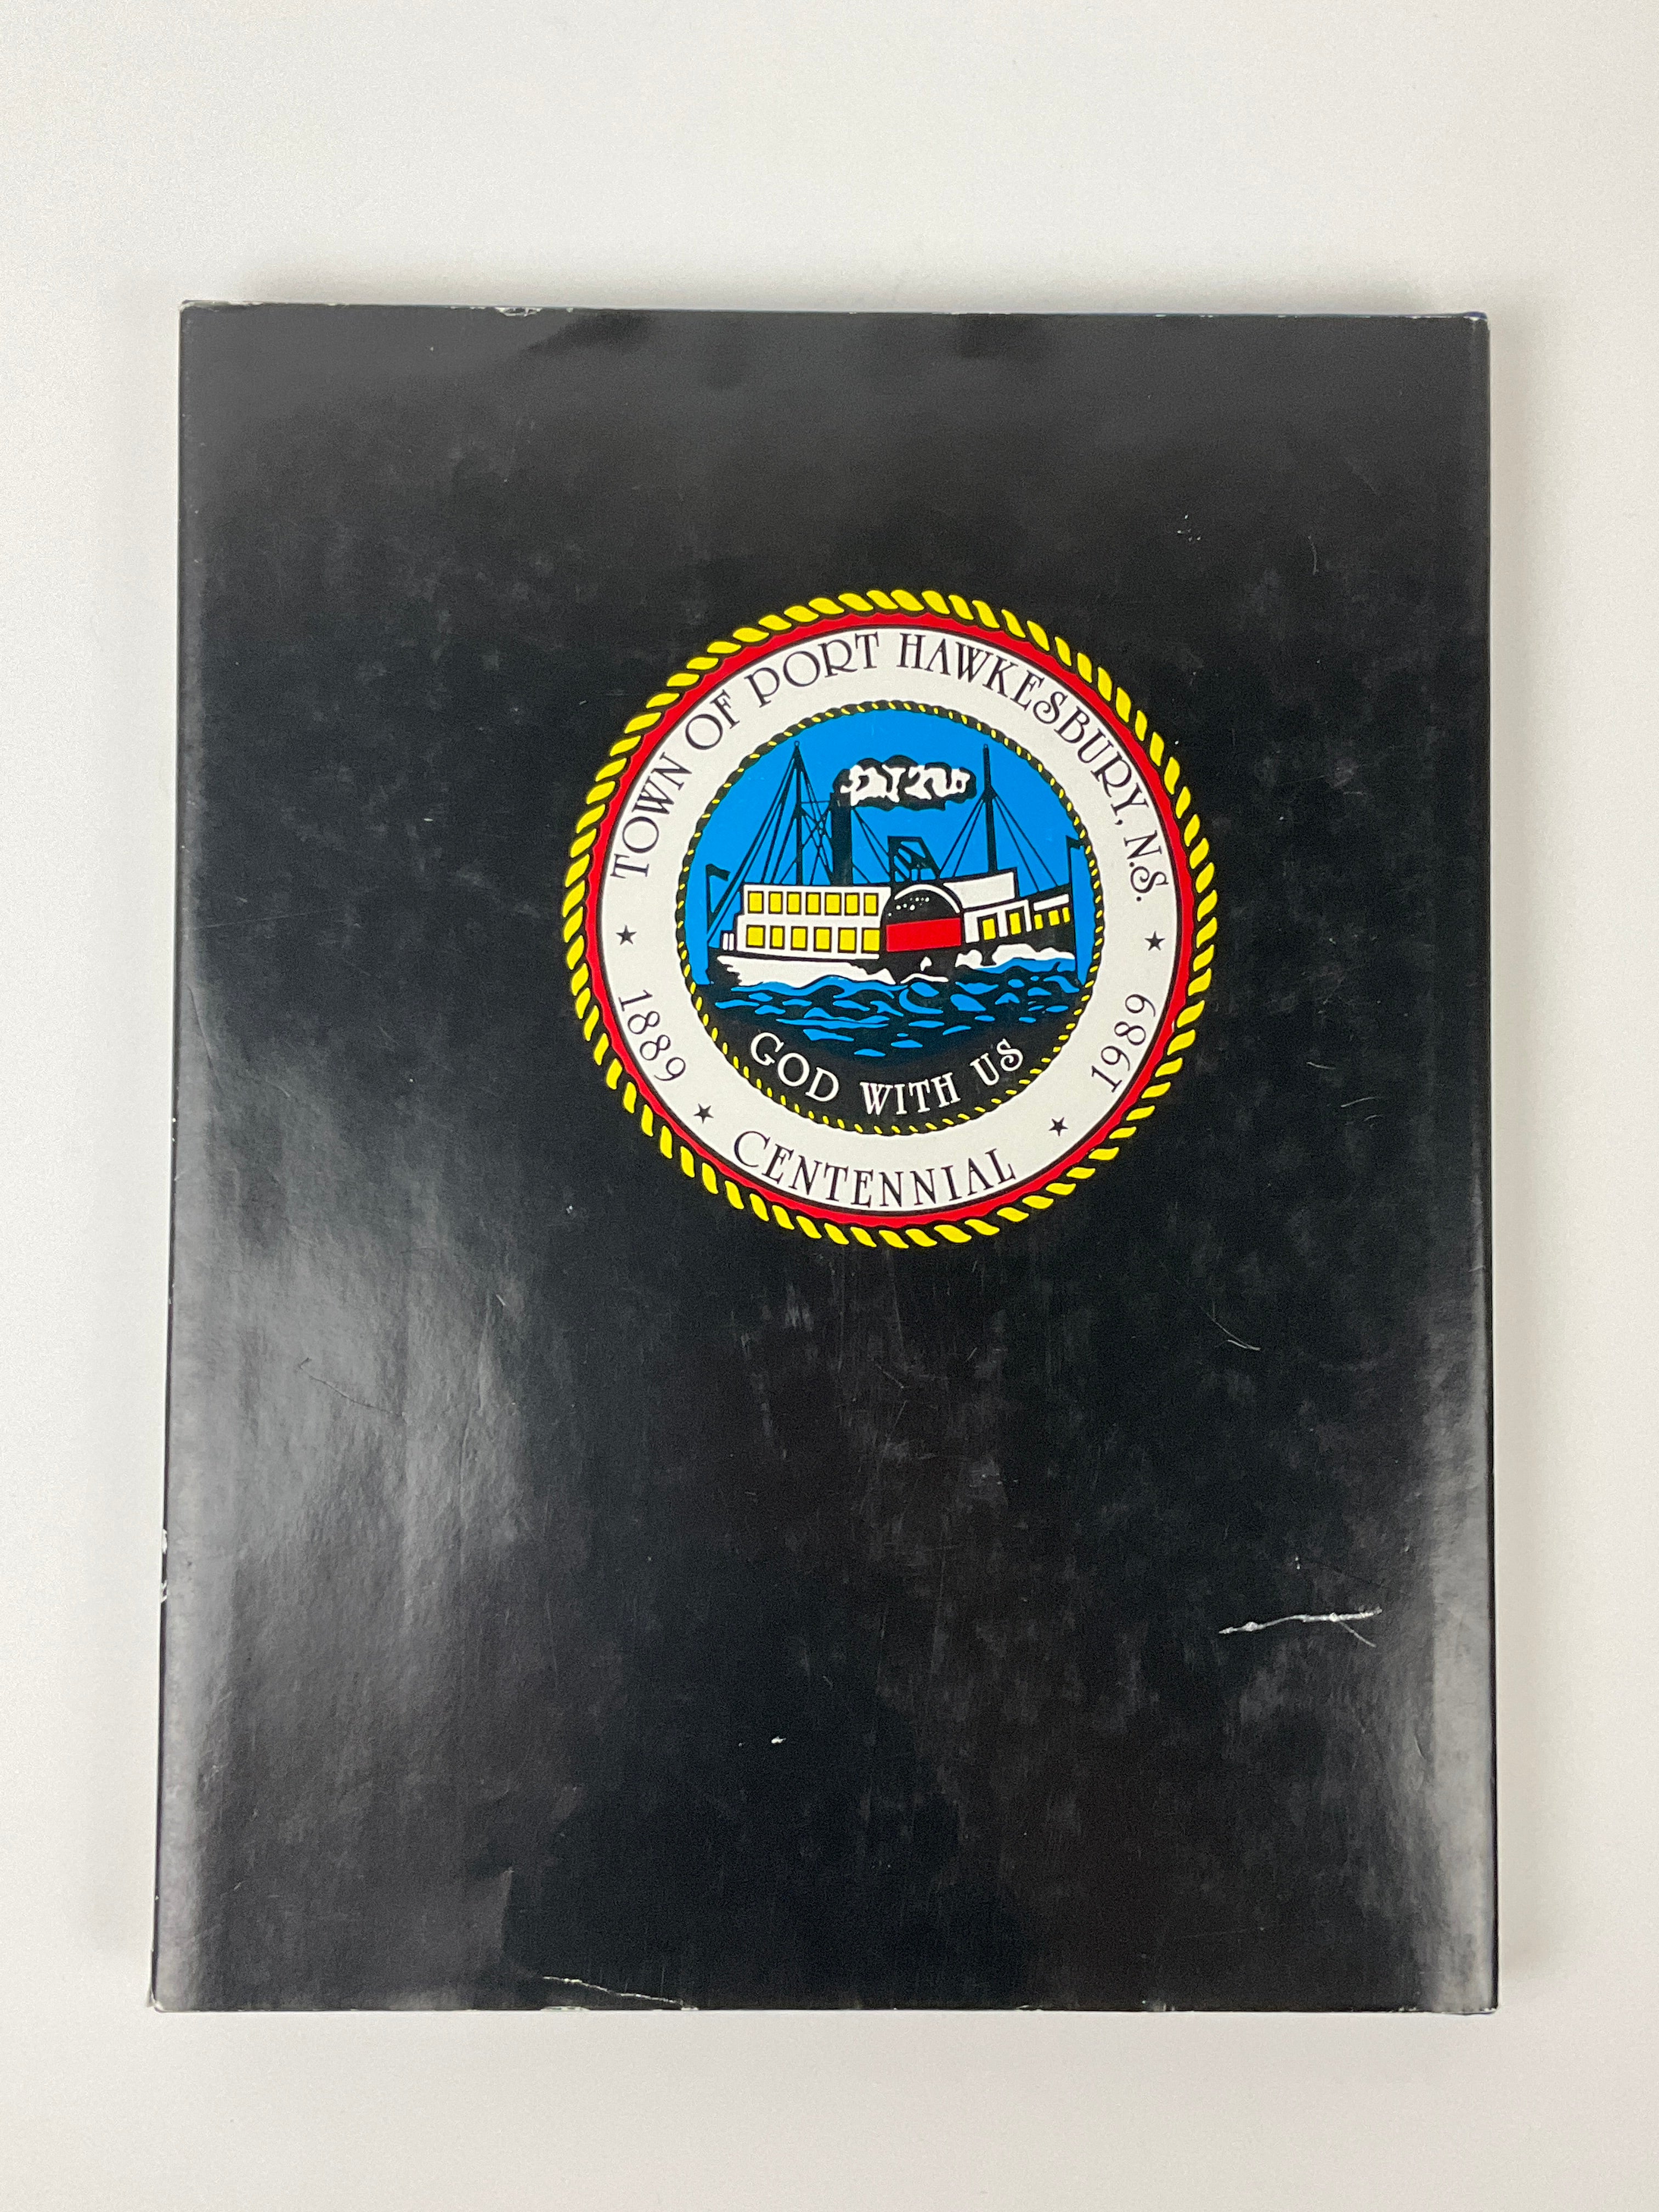 TOWN OF PORT HAWKESBURY, N.S.
GOD WITH US
1889
1989
CENTENNIAL